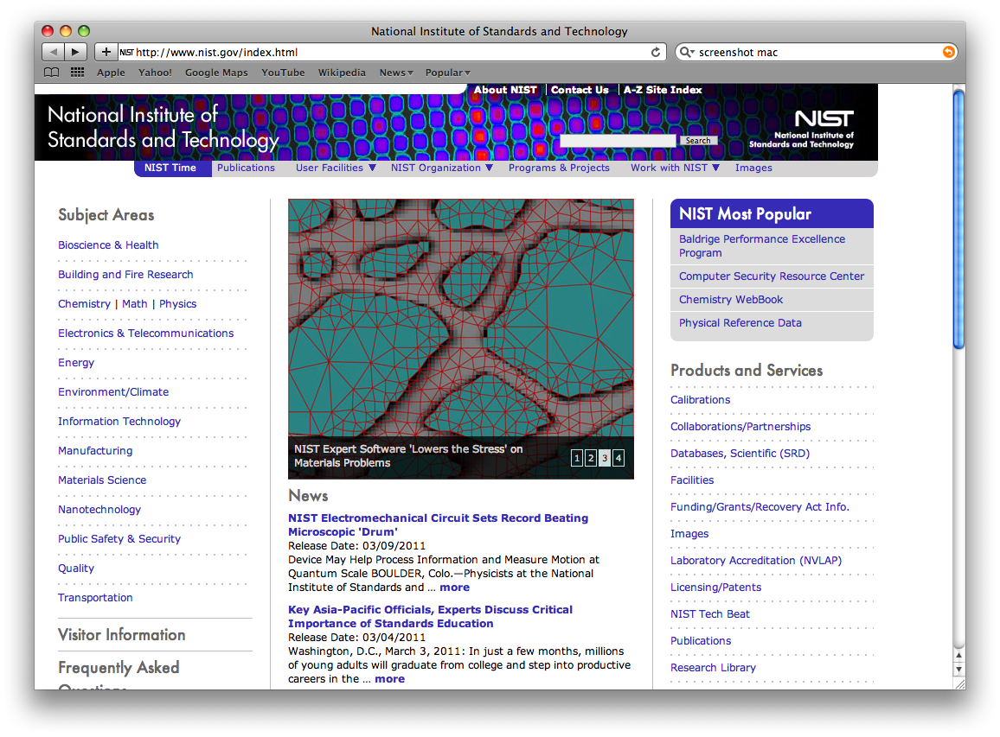 National Institute of Standards and Technology
NIST http://www.nist.gov/index.html
screenshot mac
Apple Yahoo! Google Maps YouTube Wikipedia News Popular
About NIST | Contact Us | A-Z Site Index
National Institute of
Standards and Technology
Search
NIST
National Institute of
Standards and Technology
NIST Time Publications User Facilities ▼ NIST Organization ▼ Programs & Projects Work with NIST ▼ Images
Subject Areas
Bioscience & Health
Building and Fire Research
Chemistry | Math | Physics
Electronics & Telecommunications
Energy
Environment/Climate
Information Technology
Manufacturing
Materials Science
Nanotechnology
Public Safety & Security
Quality
Transportation
Visitor Information
Frequently Asked
Questions
NIST Expert Software 'Lowers the Stress' on
Materials Problems
1 2 3 4
News
NIST Electromechanical Circuit Sets Record Beating
Microscopic 'Drum'
Release Date: 03/09/2011
Device May Help Process Information and Measure Motion at
Quantum Scale BOULDER, Colo.—Physicists at the National
Institute of Standards and ... more
Key Asia-Pacific Officials, Experts Discuss Critical
Importance of Standards Education
Release Date: 03/04/2011
Washington, D.C., March 3, 2011: In just a few months, millions
of young adults will graduate from college and step into productive
careers in the ... more
NIST Most Popular
Baldrige Performance Excellence
Program
Computer Security Resource Center
Chemistry WebBook
Physical Reference Data
Products and Services
Calibrations
Collaborations/Partnerships
Databases, Scientific (SRD)
Facilities
Funding/Grants/Recovery Act Info.
Images
Laboratory Accreditation (NVLAP)
Licensing/Patents
NIST Tech Beat
Publications
Research Library